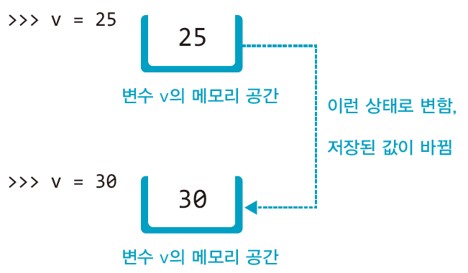 >>> v = 25
25
변수 v의 메모리 공간
이런 상태로 변함,
저장된 값이 바뀜
>>> v = 30
30
변수 v의 메모리 공간